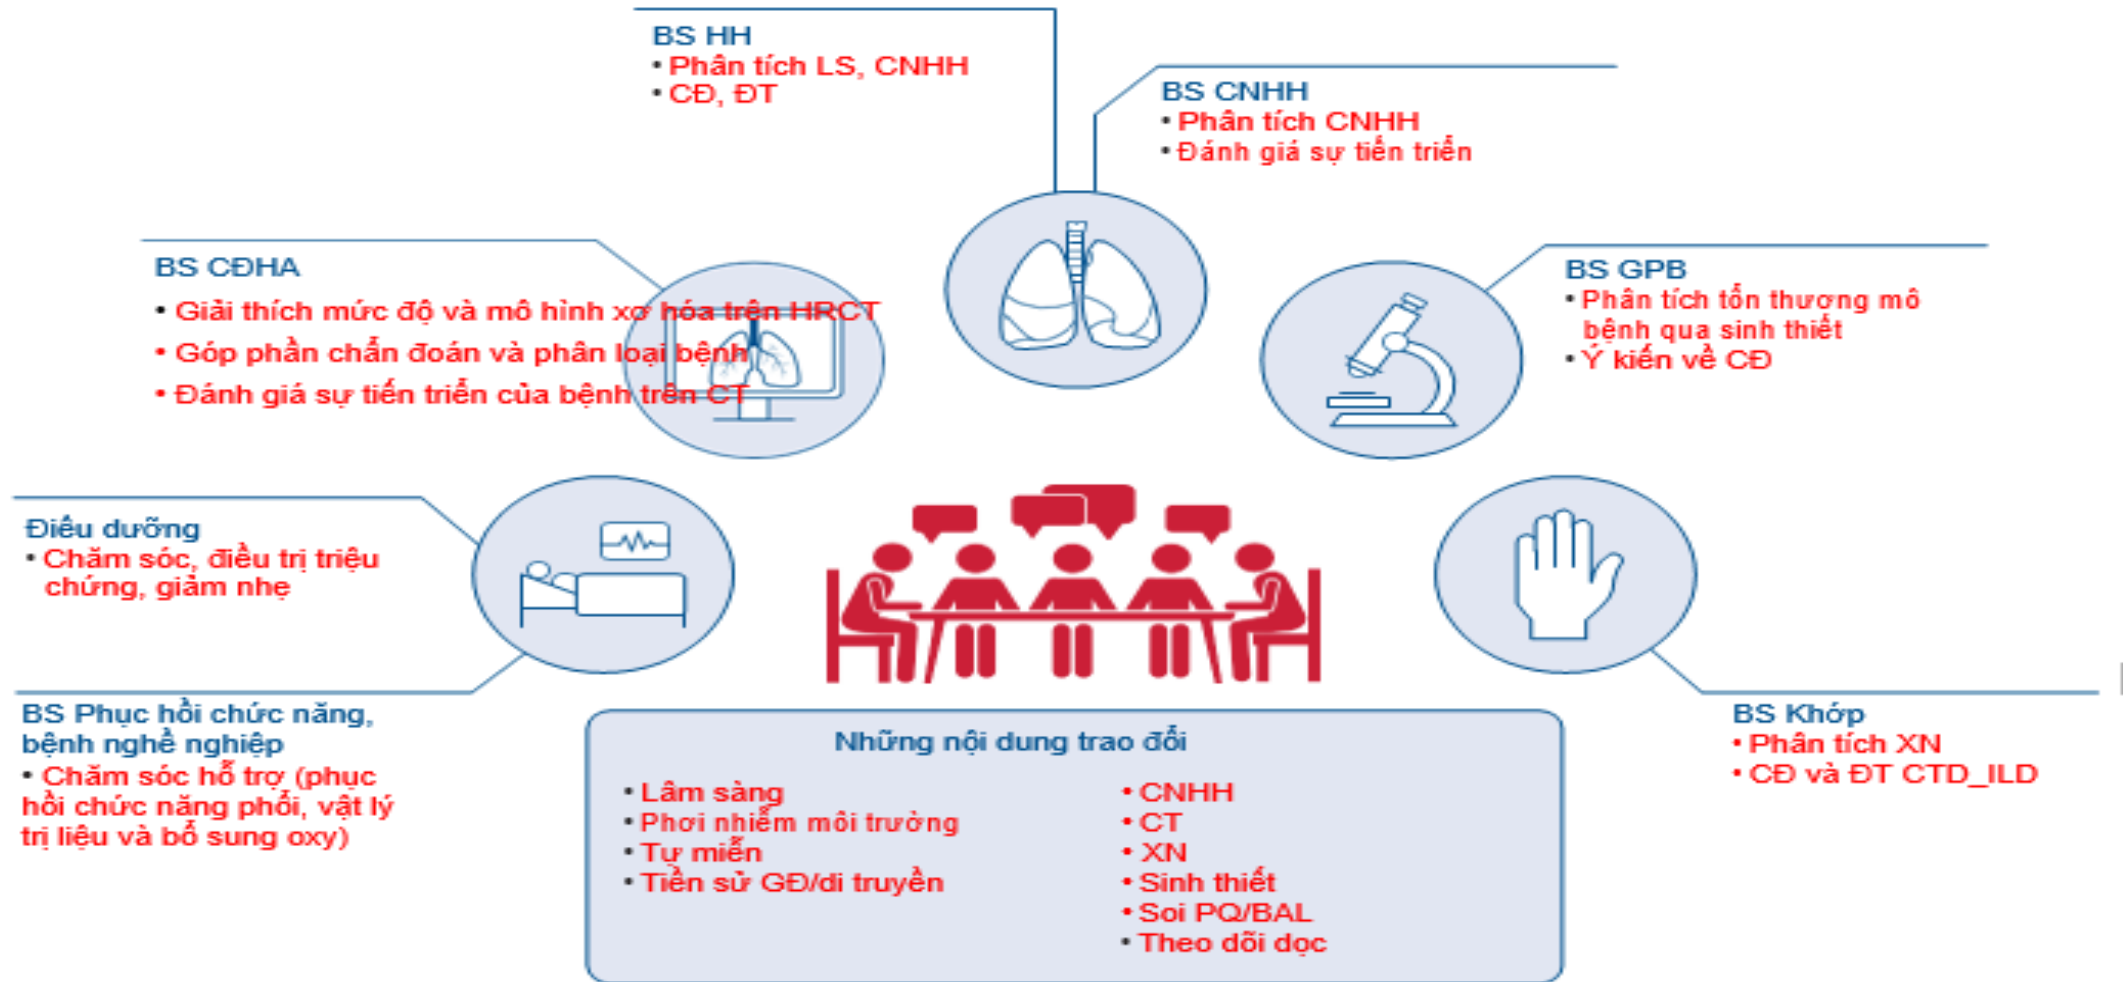 BS HH
• Phân tích LS, CNHH
• CĐ, ĐT
BS CNHH
• Phân tích CNHH
• Đánh giá sự tiến triển
BS CĐHA
• Giải thích mức độ và mô hình xơ hóa trên HRCT
• Góp phần chẩn đoán và phân loại bệnh
• Đánh giá sự tiến triển của bệnh trên CT
BS GPB
• Phân tích tổn thương mô
bệnh qua sinh thiết
• Ý kiến về CĐ
Điều dưỡng
• Chăm sóc, điều trị triệu
chứng, giảm nhẹ
BS Phục hồi chức năng,
bệnh nghề nghiệp
• Chăm sóc hỗ trợ (phục
hồi chức năng phổi, vật lý
trị liệu và bổ sung oxy)
BS Khớp
• Phân tích XN
• CĐ và ĐT CTD_ILD
Những nội dung trao đổi
• Lâm sàng
• Phơi nhiễm môi trường
• Tự miễn
• Tiền sử GĐ/di truyền
• CNHH
• CT
• XN
• Sinh thiết
• Soi PQ/BAL
• Theo dõi dọc